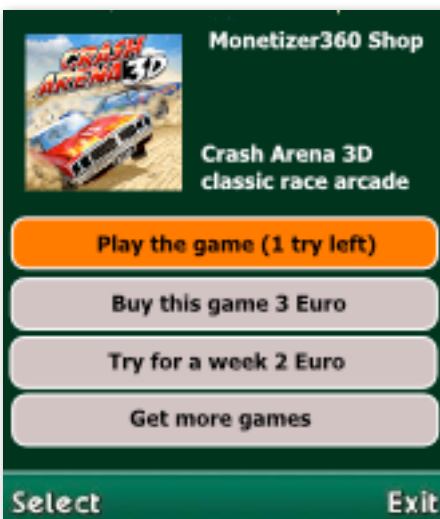 CRASH
ARENA 3D
Monetizer360 Shop
Crash Arena 3D
classic race arcade
Play the game (1 try left)
Buy this game 3 Euro
Try for a week 2 Euro
Get more games
Select
Exit